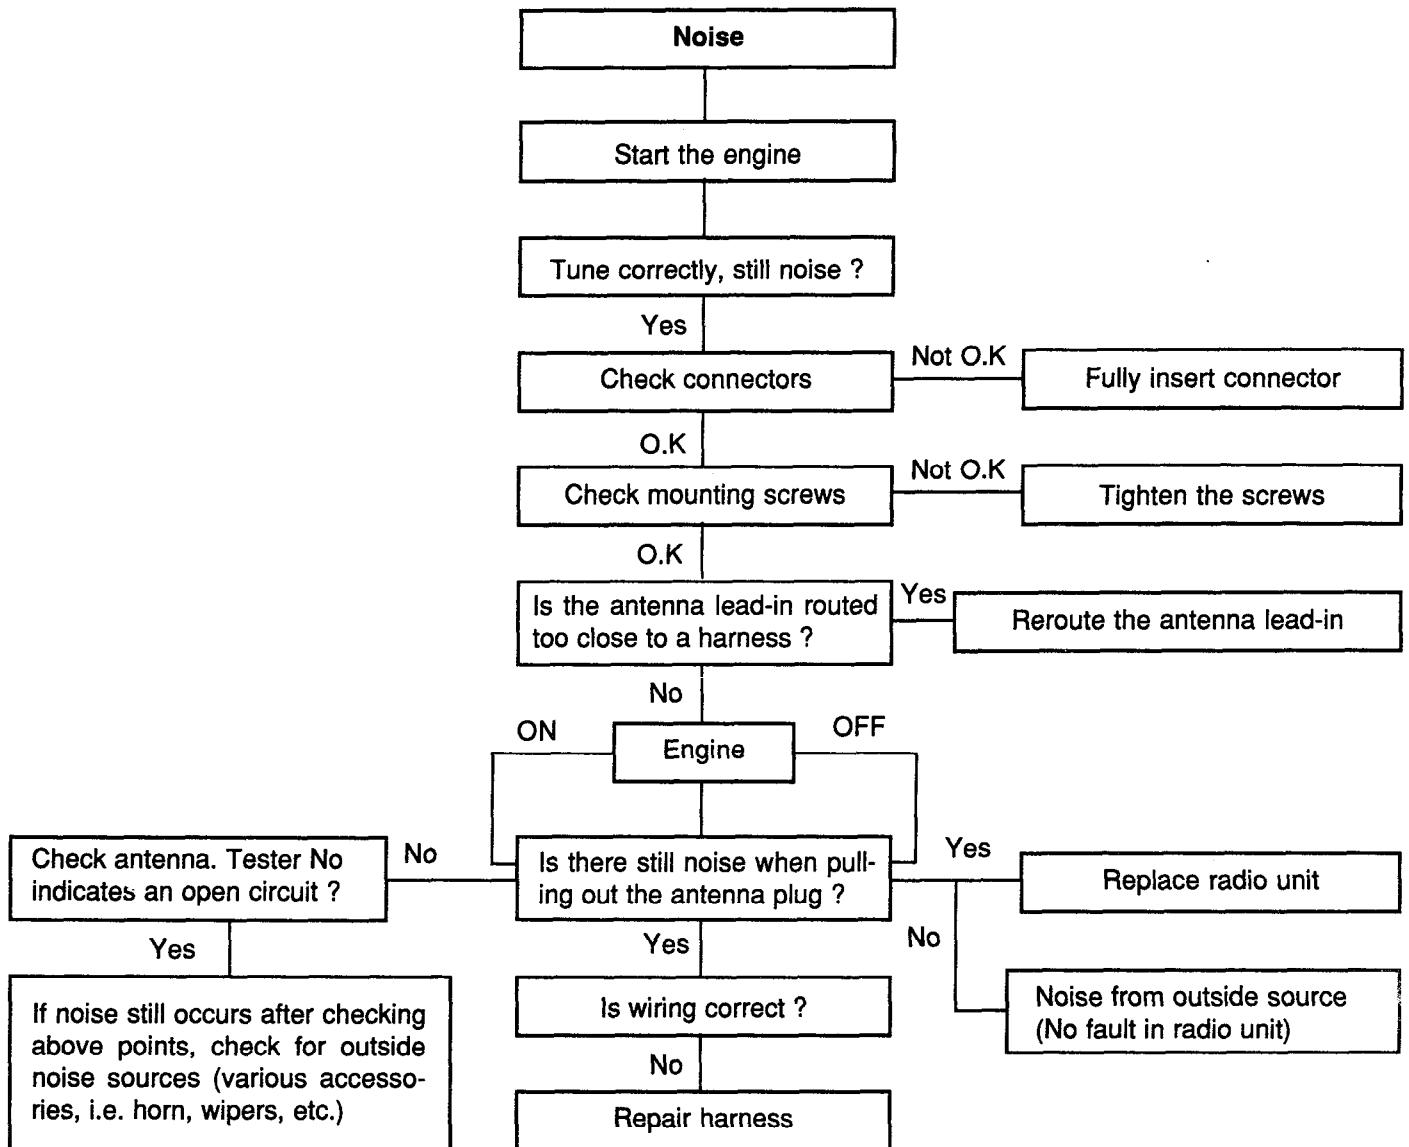 Noise
Start the engine
Tune correctly, still noise ?
Yes
Check connectors
Not O.K
Fully insert connector
O.K
Check mounting screws
Not O.K
Tighten the screws
O.K
Is the antenna lead-in routed
too close to a harness ?
Yes
Reroute the antenna lead-in
No
ON
Engine
OFF
Check antenna. Tester No
indicates an open circuit ?
No
Is there still noise when pull-
ing out the antenna plug ?
Yes
Replace radio unit
Yes
Yes
No
If noise still occurs after checking
above points, check for outside
noise sources (various accesso-
ries, i.e. horn, wipers, etc.)
Is wiring correct ?
Noise from outside source
(No fault in radio unit)
No
Repair harness